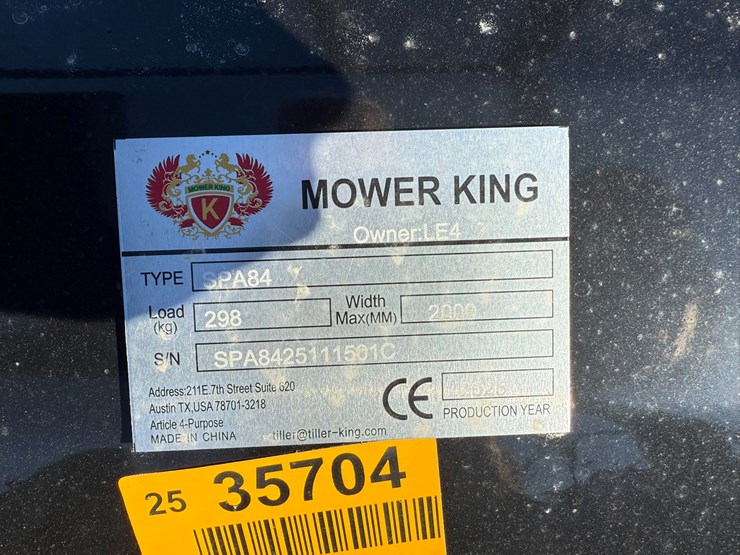 MOWER KING
K
MOWER KING
Owner:LE4
TYPE SPA84
Load (kg) 298 Width Max(MM) 2000
S/N SPA8425111501C
Address:211E.7th Street Suite 620
Austin TX,USA 78701-3218
Article 4-Purpose
MADE IN CHINA tiller@tiller-king.com
CE
PRODUCTION YEAR
25 35704